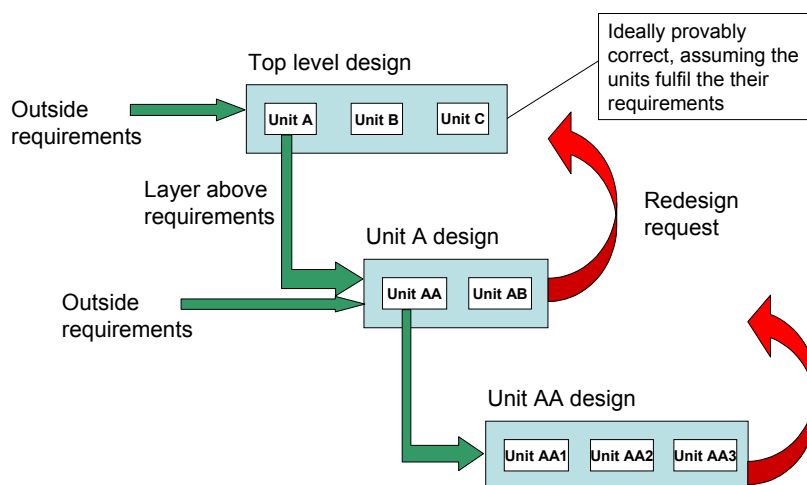 Ideally provably
correct, assuming the
units fulfil the their
requirements
Top level design
Outside
requirements
Unit A
Unit B
Unit C
Layer above
requirements
Redesign
request
Unit A design
Outside
requirements
Unit AA
Unit AB
Unit AA design
Unit AA1
Unit AA2
Unit AA3